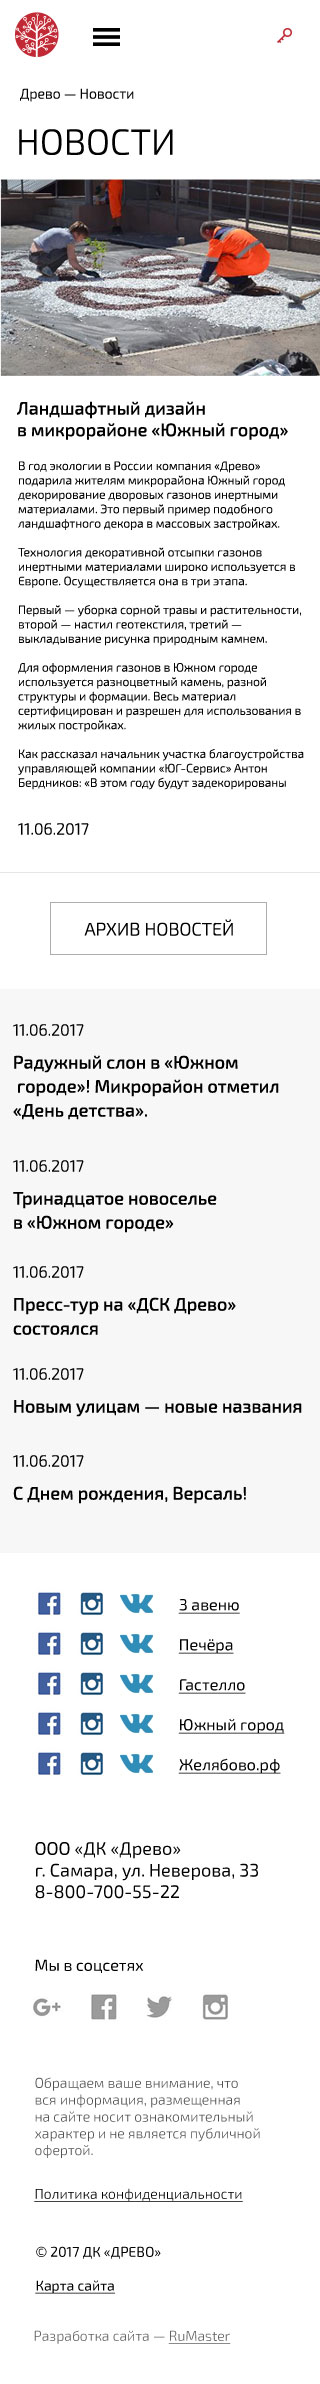 Древо — Новости
НОВОСТИ
Ландшафтный дизайн
в микрорайоне «Южный город»
В год экологии в России компания «Древо»
подарила жителям микрорайона Южный город
декорирование дворовых газонов инертными
материалами. Это первый пример подобного
ландшафтного декора в массовых застройках.
Технология декоративной отсыпки газонов
инертными материалами широко используется в
Европе. Осуществляется она в три этапа.
Первый — уборка сорной травы и растительности,
второй — настил геотекстиля, третий —
выкладывание рисунка природным камнем.
Для оформления газонов в Южном городе
используется разноцветный камень, разной
структуры и формации. Весь материал
сертифицирован и разрешен для использования в
жилых постройках.
Как рассказал начальник участка благоустройства
управляющей компании «ЮГ-Сервис» Антон
Бердников: «В этом году будут задекорированы
11.06.2017
АРХИВ НОВОСТЕЙ
11.06.2017
Радужный слон в «Южном
городе»! Микрорайон отметил
«День детства».
11.06.2017
Тринадцатое новоселье
в «Южном городе»
11.06.2017
Пресс-тур на «ДСК Древо»
состоялся
11.06.2017
Новым улицам — новые названия
11.06.2017
С Днем рождения, Версаль!
3 авеню
Печёра
Гастелло
Южный город
Желябово.рф
ООО «ДК «Древо»
г. Самара, ул. Неверова, 33
8-800-700-55-22
Мы в соцсетях
Обращаем ваше внимание, что
вся информация, размещенная
на сайте носит ознакомительный
характер и не является публичной
офертой.
Политика конфиденциальности
© 2017 ДК «ДРЕВО»
Карта сайта
Разработка сайта — RuMaster